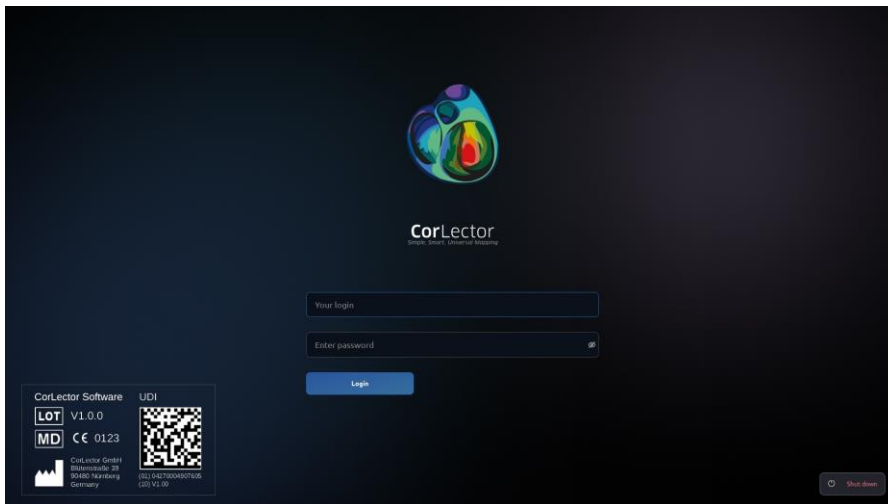 CorLector
Simple. Smart. Universal Mapping
Your login
Enter password
Login
CorLector Software
UDI
LOT V1.0.0
MD CE 0123
CorLector GmbH
Blütenstraße 39
90480 Nürnberg
Germany
(01) 04270004907605
(10) V1.00
Shut down